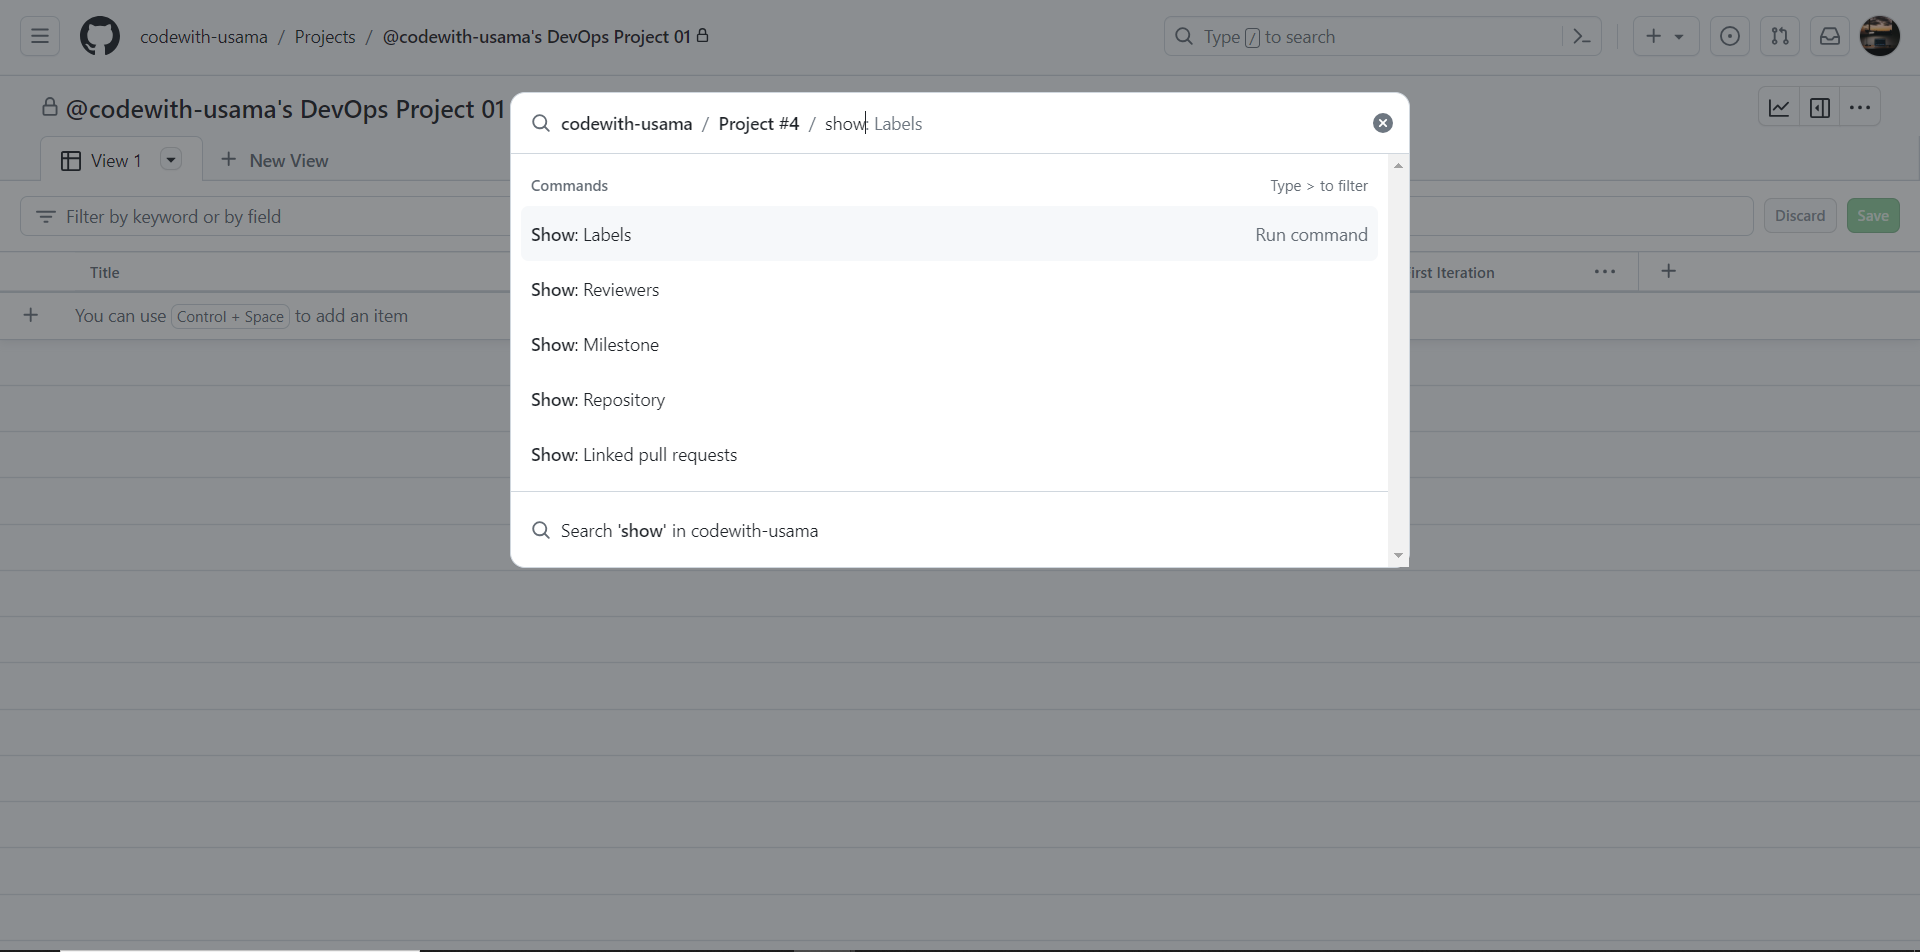 codewith-usama / Projects / @codewith-usama's DevOps Project 01
Type / to search
@codewith-usama's DevOps Project 01
codewith-usama / Project #4 / show: Labels
View 1
New View
Commands
Type > to filter
Filter by keyword or by field
Discard
Save
Show: Labels
Run command
Title
irst Iteration
Show: Reviewers
You can use Control + Space to add an item
Show: Milestone
Show: Repository
Show: Linked pull requests
Search 'show' in codewith-usama